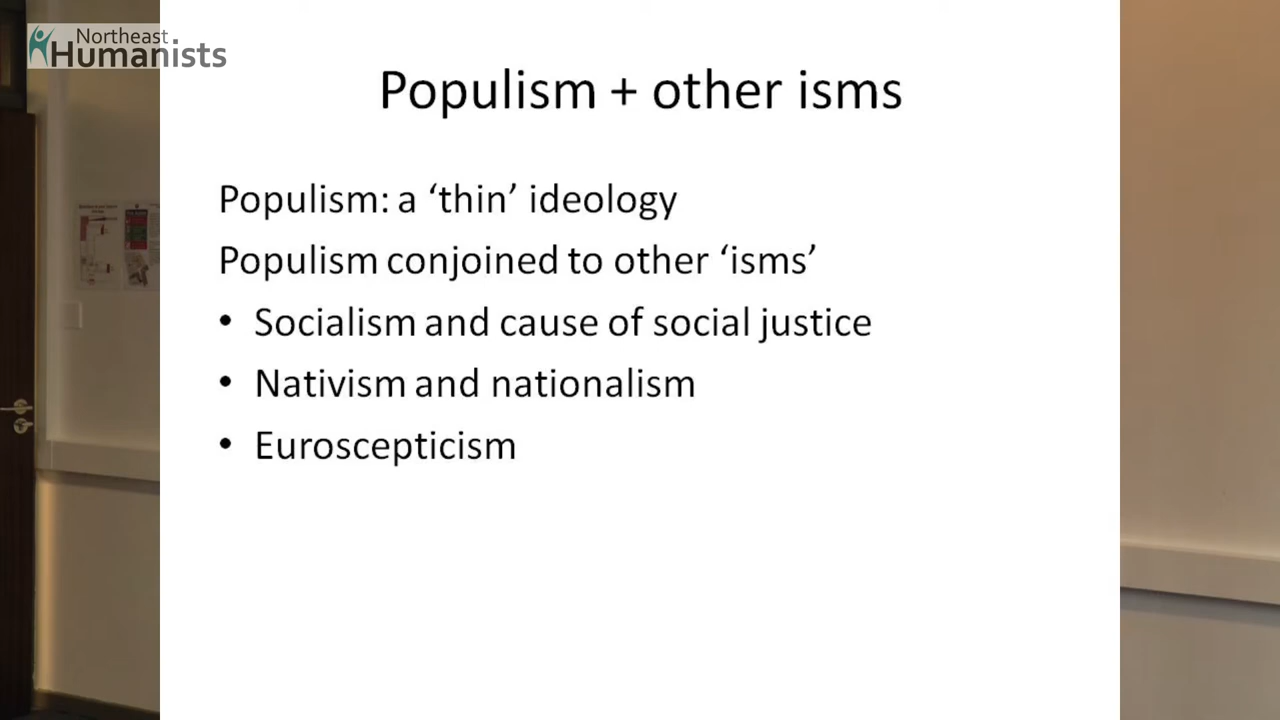 Northeast
Humanists
Populism + other isms
Populism: a ‘thin’ ideology
Populism conjoined to other ‘isms’
• Socialism and cause of social justice
• Nativism and nationalism
• Euroscepticism